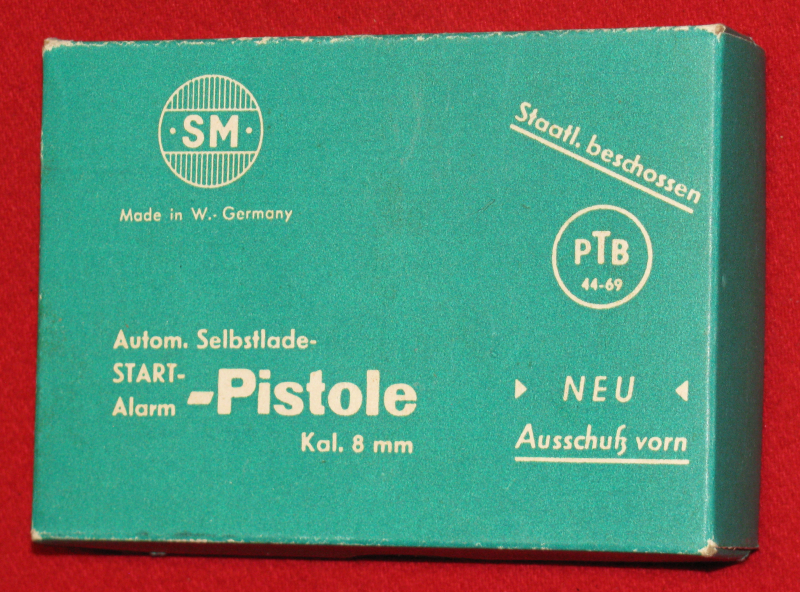 ·SM·
Made in W.- Germany
Staatl. beschossen
PTB
44-69
Autom. Selbstlade-
START-
Alarm -Pistole
Kal. 8 mm
NEU
Ausschuß vorn